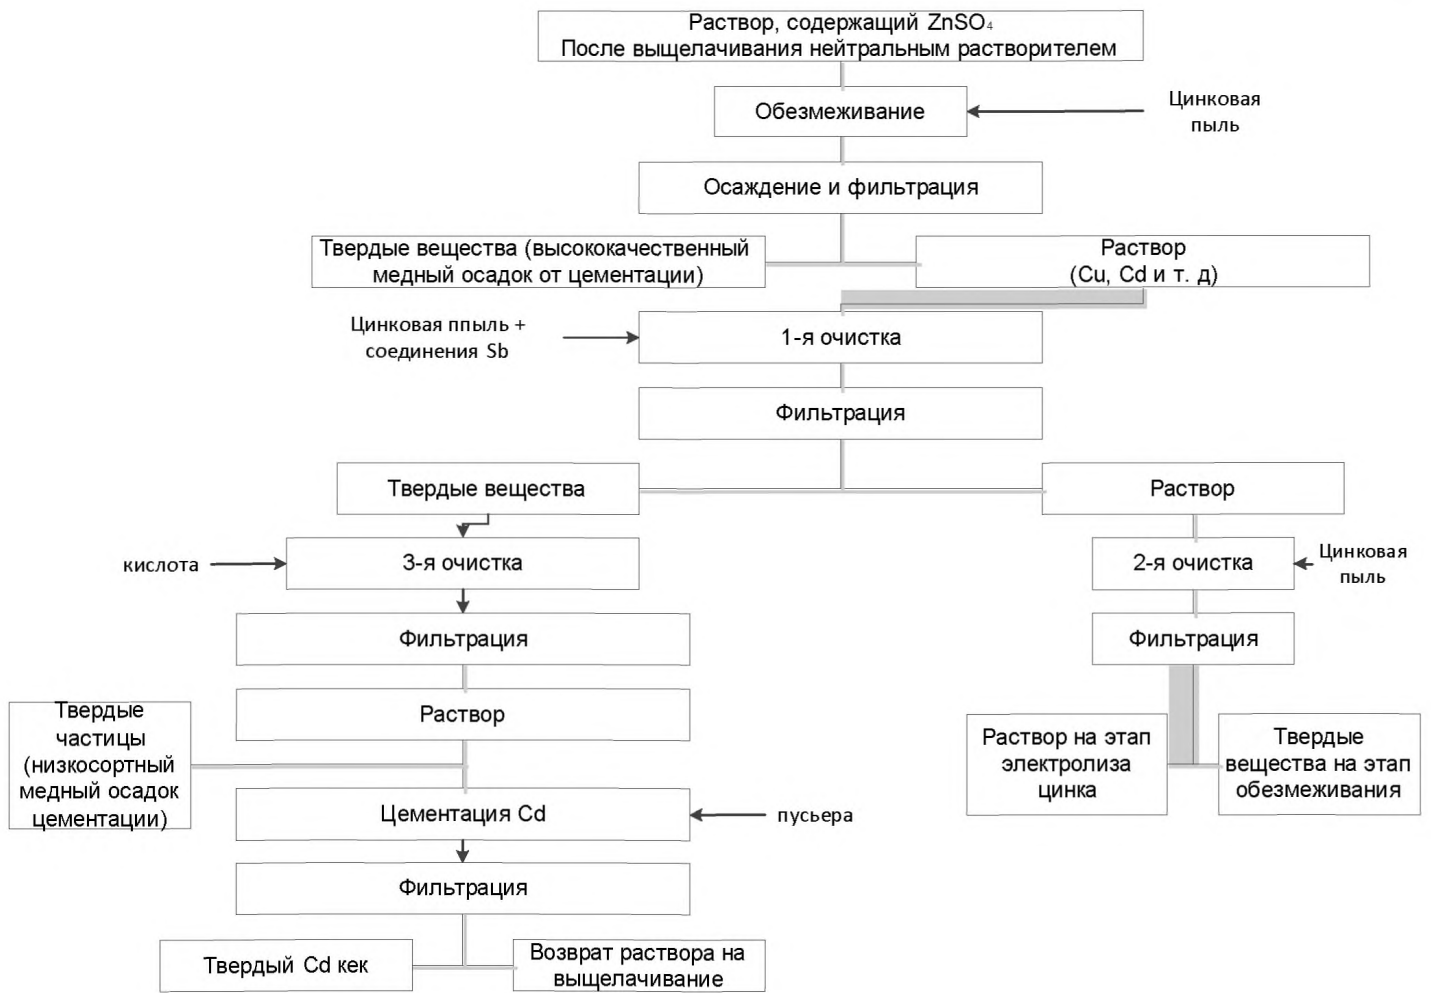 Раствор, содержащий ZnSO₄
После выщелачивания нейтральным растворителем
Обезмеживание
Цинковая
пыль
Осаждение и фильтрация
Твердые вещества (высококачественный
медный осадок от цементации)
Раствор
(Cu, Cd и т. д)
Цинковая ппыль +
соединения Sb
1-я очистка
Фильтрация
Твердые вещества
Раствор
кислота
3-я очистка
2-я очистка
Цинковая
пыль
Фильтрация
Фильтрация
Раствор
Твердые
частицы
(низкосортный
медный осадок
цементации)
Раствор на этап
электролиза
цинка
Твердые
вещества на этап
обезмеживания
Цементация Cd
пусьера
Фильтрация
Твердый Cd кек
Возврат раствора на
выщелачивание